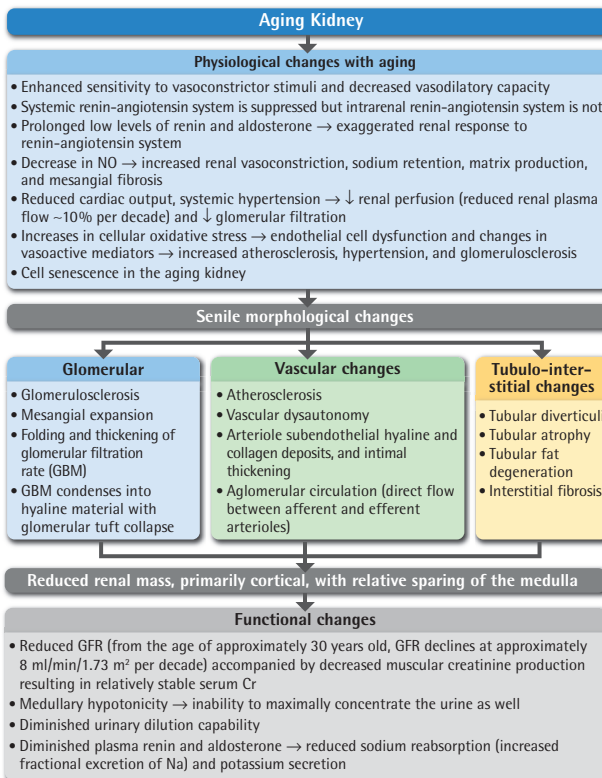 Aging Kidney
Physiological changes with aging
• Enhanced sensitivity to vasoconstrictor stimuli and decreased vasodilatory capacity
• Systemic renin-angiotensin system is suppressed but intrarenal renin-angiotensin system is not
• Prolonged low levels of renin and aldosterone → exaggerated renal response to
renin-angiotensin system
• Decrease in NO → increased renal vasoconstriction, sodium retention, matrix production,
and mesangial fibrosis
• Reduced cardiac output, systemic hypertension → ↓ renal perfusion (reduced renal plasma
flow ~10% per decade) and ↓ glomerular filtration
• Increases in cellular oxidative stress → endothelial cell dysfunction and changes in
vasoactive mediators → increased atherosclerosis, hypertension, and glomerulosclerosis
• Cell senescence in the aging kidney
Senile morphological changes
Glomerular
• Glomerulosclerosis
• Mesangial expansion
• Folding and thickening of
glomerular filtration
rate (GBM)
• GBM condenses into
hyaline material with
glomerular tuft collapse
Vascular changes
• Atherosclerosis
• Vascular dysautonomy
• Arteriole subendothelial hyaline and
collagen deposits, and intimal
thickening
• Aglomerular circulation (direct flow
between afferent and efferent
arterioles)
Tubulo-inter-
stitial changes
• Tubular diverticuli
• Tubular atrophy
• Tubular fat
degeneration
• Interstitial fibrosis
Reduced renal mass, primarily cortical, with relative sparing of the medulla
Functional changes
• Reduced GFR (from the age of approximately 30 years old, GFR declines at approximately
8 ml/min/1.73 m² per decade) accompanied by decreased muscular creatinine production
resulting in relatively stable serum Cr
• Medullary hypotonicity → inability to maximally concentrate the urine as well
• Diminished urinary dilution capability
• Diminished plasma renin and aldosterone → reduced sodium reabsorption (increased
fractional excretion of Na) and potassium secretion